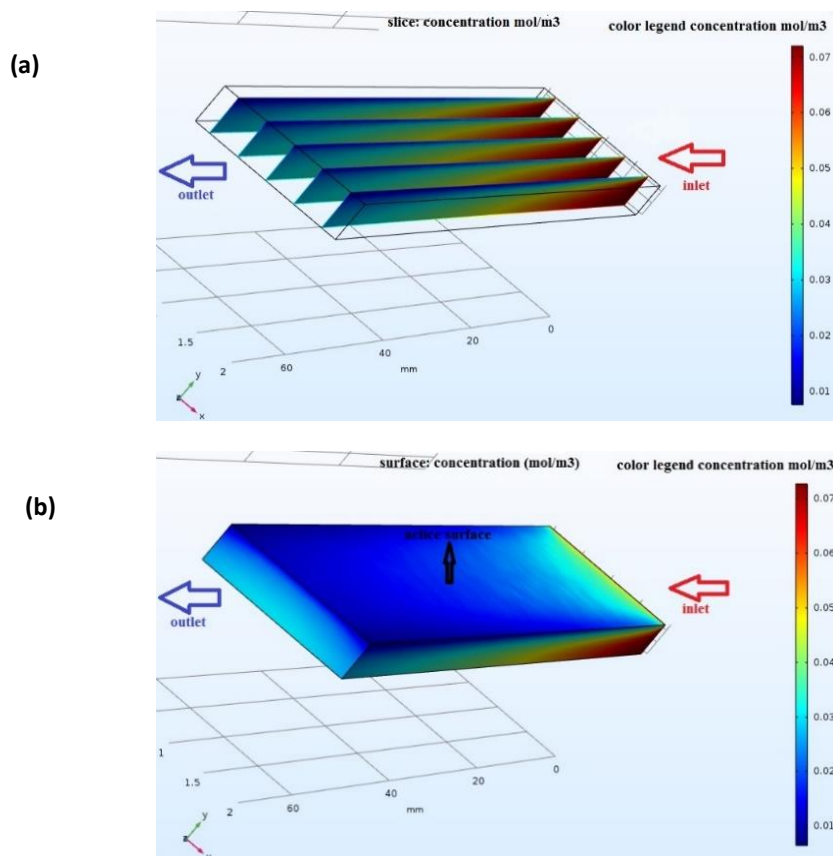 (a)
slice: concentration mol/m3
color legend concentration mol/m3
0.07
0.06
0.05
0.04
0.03
0.02
0.01
outlet
inlet
0
20
40
60
mm
1.5
2
y
z
x
(b)
surface: concentration (mol/m3)
color legend concentration mol/m3
0.07
0.06
0.05
0.04
0.03
0.02
0.01
surface
outlet
inlet
0
20
40
60
mm
1
1.5
2
y
z
x